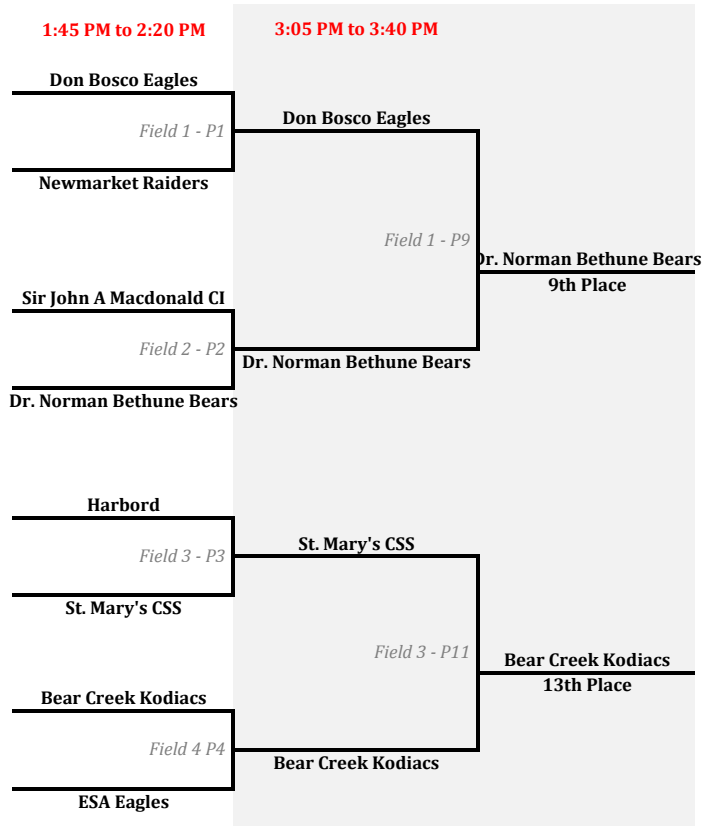 1:45 PM to 2:20 PM
3:05 PM to 3:40 PM
Don Bosco Eagles
Field 1 - P1
Don Bosco Eagles
Newmarket Raiders
Field 1 - P9
Dr. Norman Bethune Bears
9th Place
Sir John A Macdonald CI
Field 2 - P2
Dr. Norman Bethune Bears
Dr. Norman Bethune Bears
Harbord
Field 3 - P3
St. Mary's CSS
St. Mary's CSS
Field 3 - P11
Bear Creek Kodiacs
13th Place
Bear Creek Kodiacs
Field 4 P4
Bear Creek Kodiacs
ESA Eagles